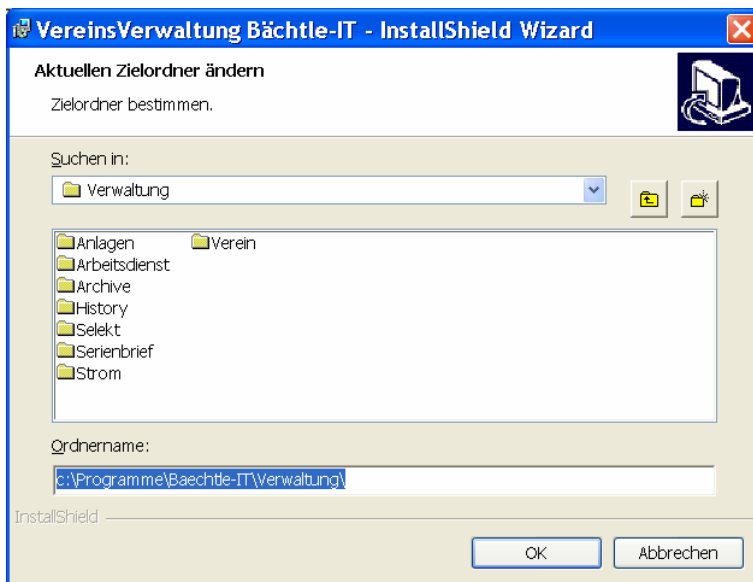 VereinsVerwaltung Bächtle-IT - InstallShield Wizard
Aktuellen Zielordner ändern
Zielordner bestimmen.
Suchen in:
Verwaltung
Anlagen Verein
Arbeitsdienst
Archive
History
Selekt
Serienbrief
Strom
Ordnername:
c:\Programme\Baechtle-IT\Verwaltung\
InstallShield
OK Abbrechen